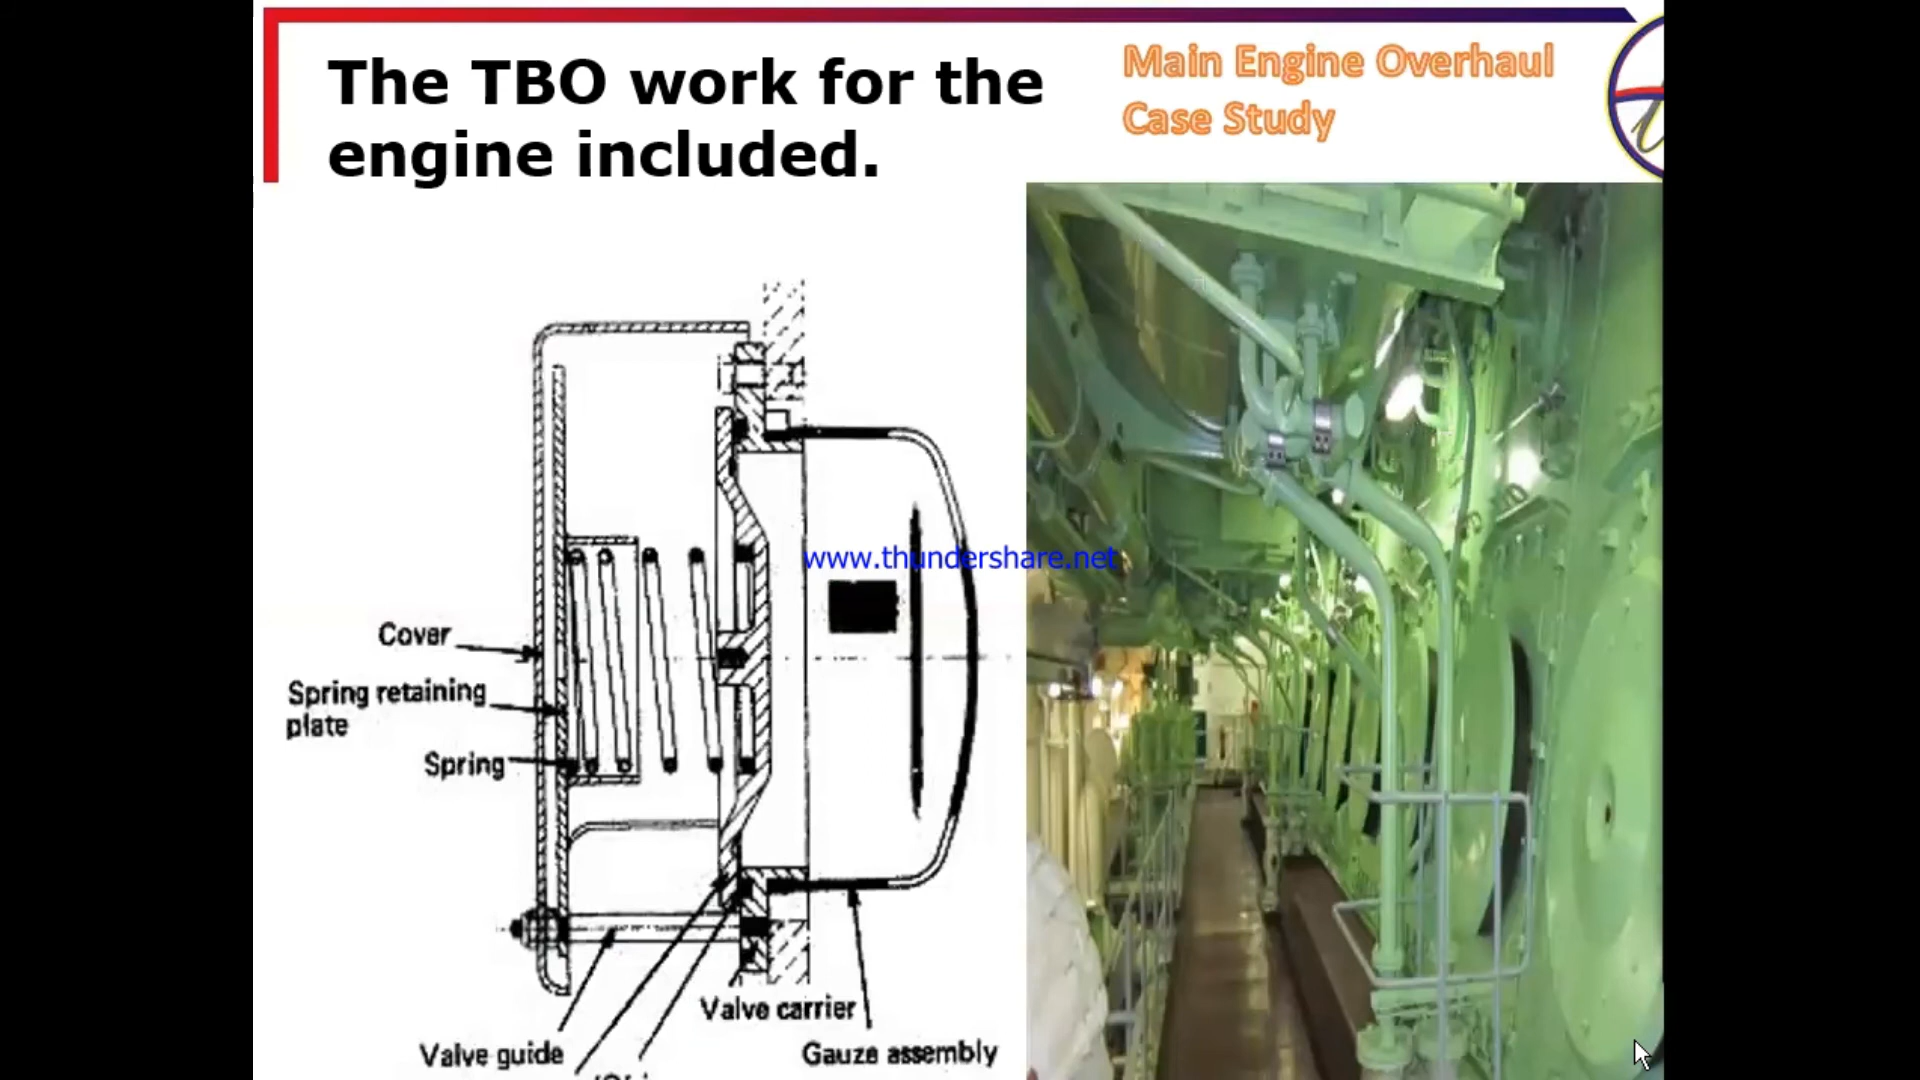 The TBO work for the
engine included.
Main Engine Overhaul
Case Study
www.thundershare.net
Cover
Spring retaining
plate
Spring
Valve carrier
Valve guide
Gauze assembly